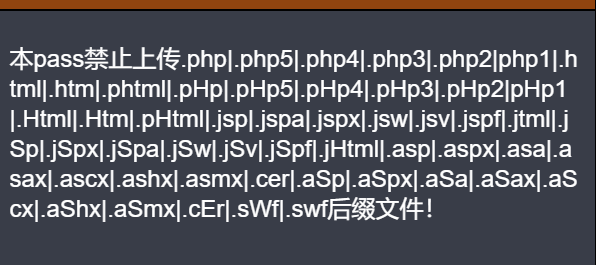 本pass禁止上传.php|.php5|.php4|.php3|.php2|php1|.h
tml|.htm|.phtml|.pHp|.pHp5|.pHp4|.pHp3|.pHp2|pHp1
|.Html|.Htm|.pHtml|.jsp|.jspa|.jspx|.jsw|.jsv|.jspf|.jtml|.j
Sp|.jSpx|.jSpa|.jSw|.jSv|.jSpf|.jHtml|.asp|.aspx|.asa|.a
sax|.ascx|.ashx|.asmx|.cer|.aSp|.aSpx|.aSa|.aSax|.aS
cx|.aShx|.aSmx|.cEr|.sWf|.swf后缀文件!